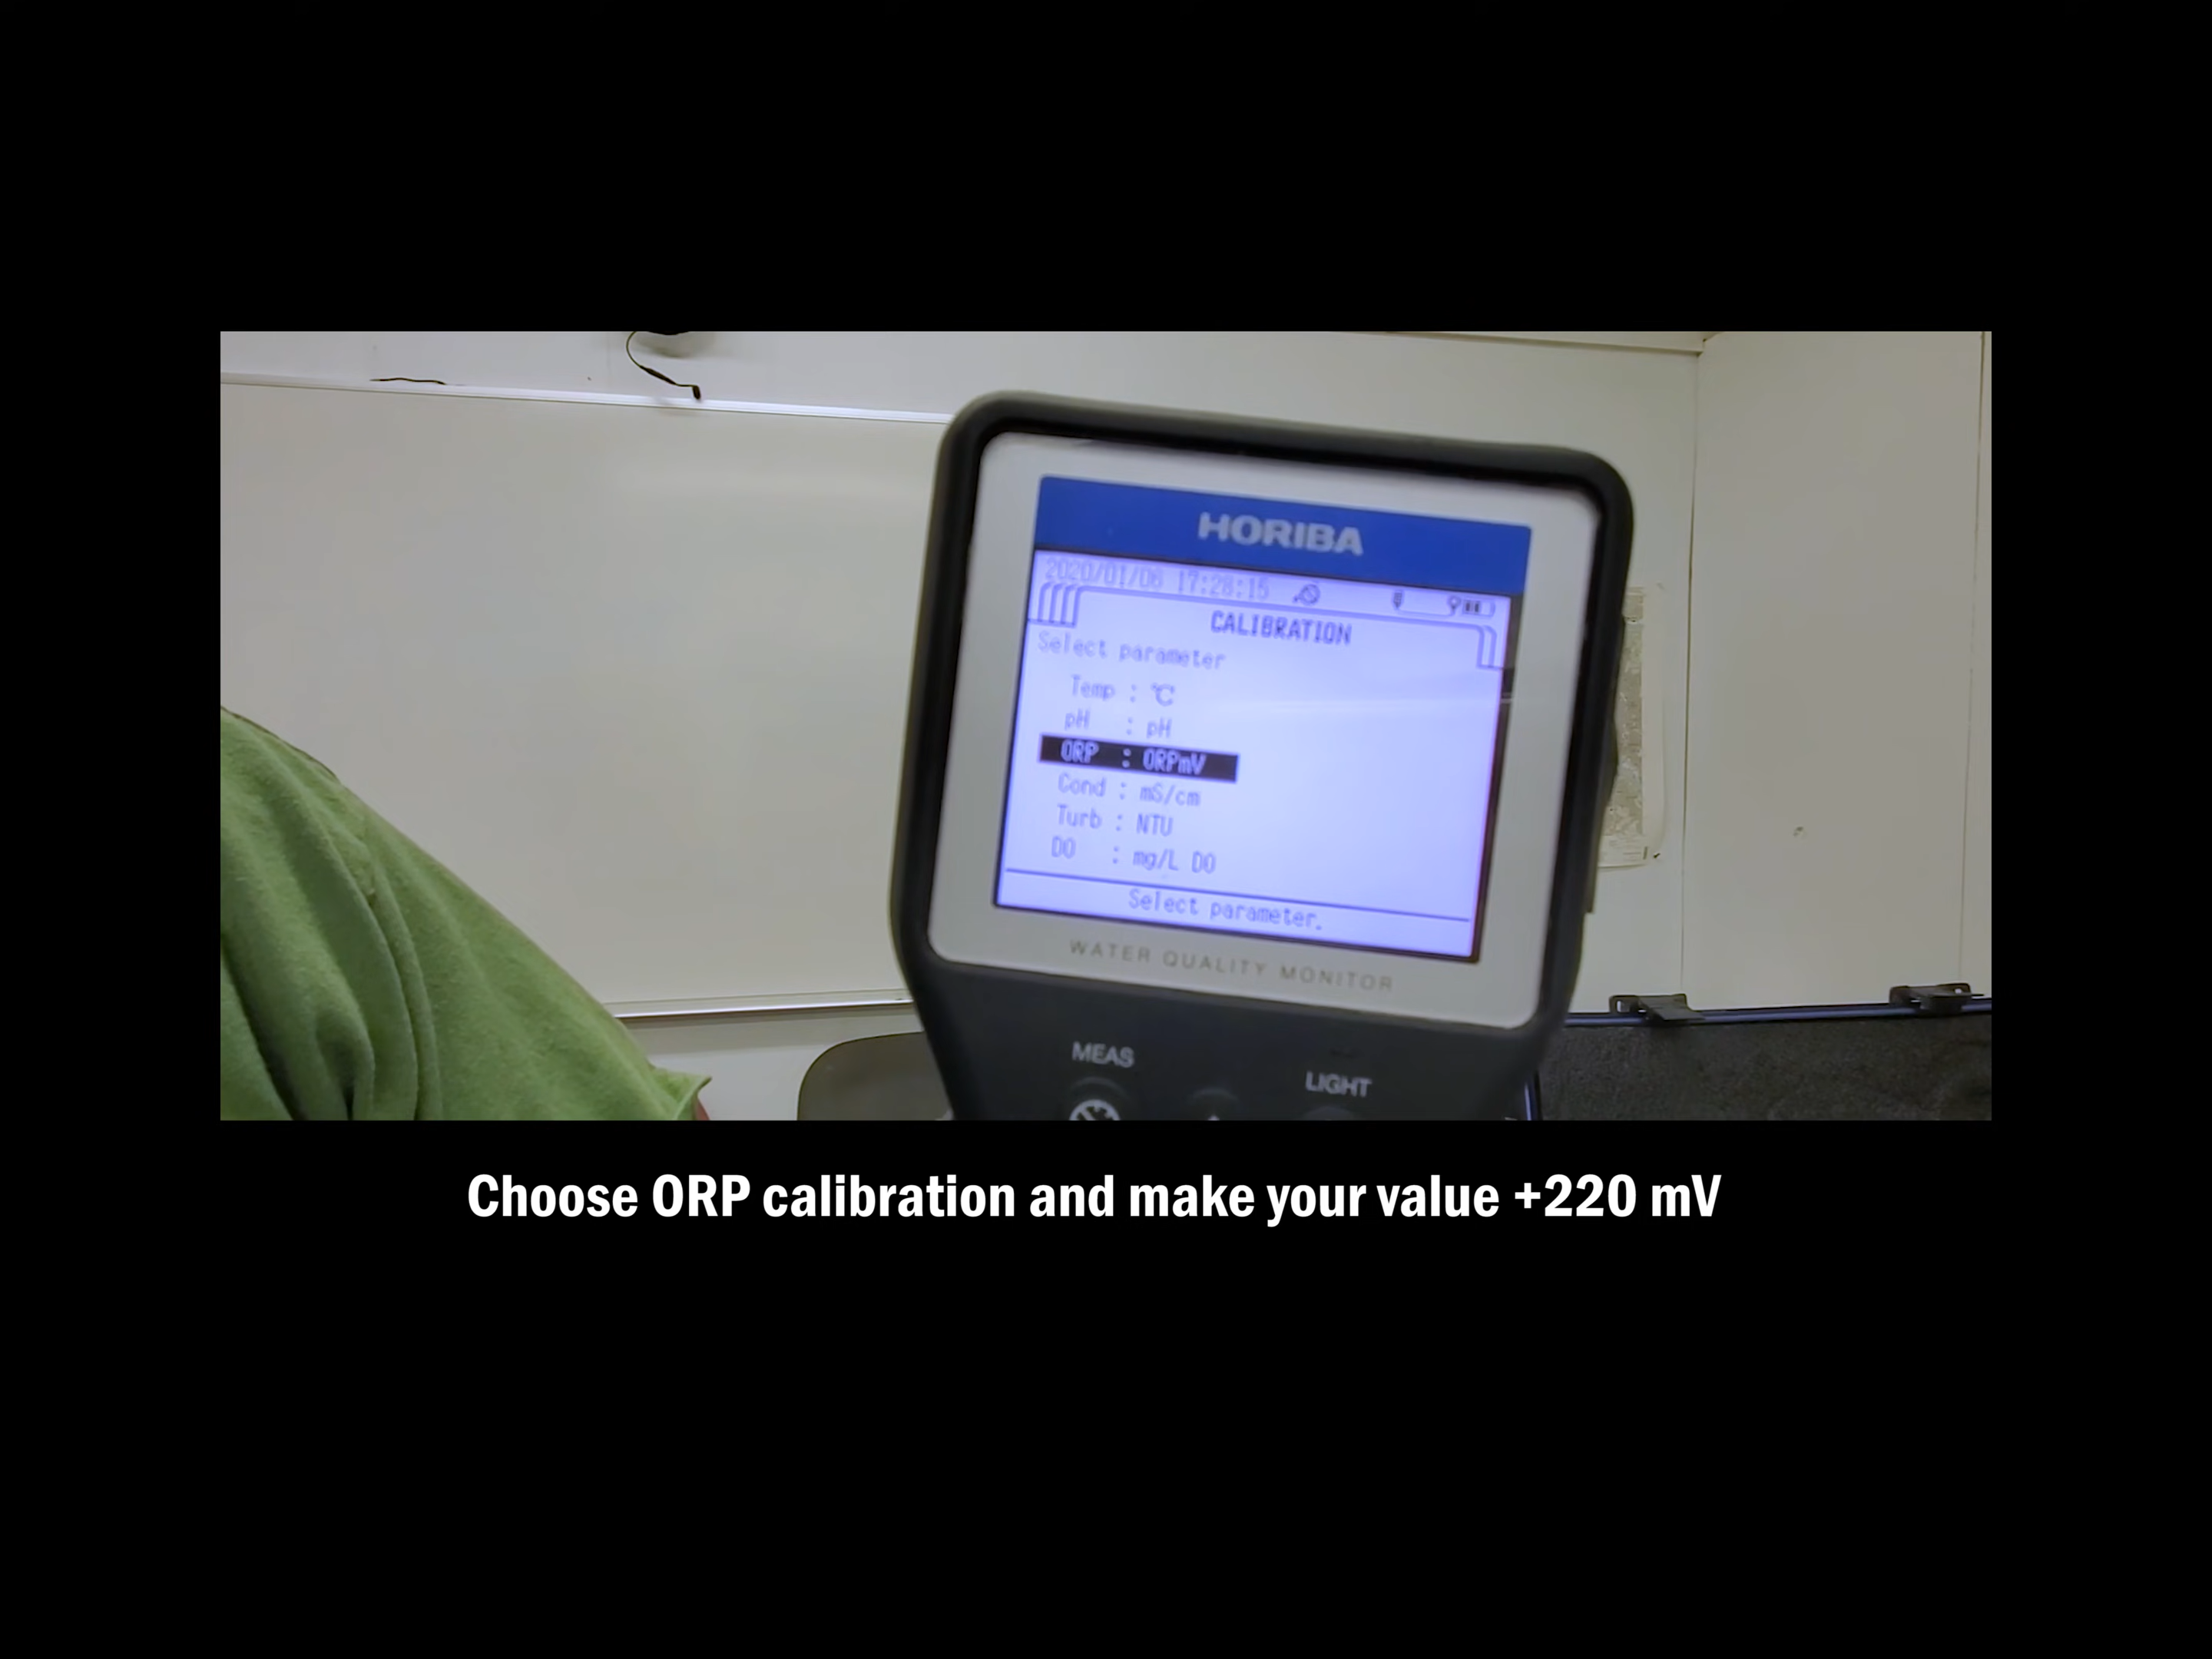 HORIBA
2020/01/06 17:28:15
CALIBRATION
Select parameter
Temp : ℃
pH : pH
ORP : ORPmV
Cond : mS/cm
Turb : NTU
DO : mg/L DO
Select parameter.
WATER QUALITY MONITOR
MEAS
LIGHT
Choose ORP calibration and make your value +220 mV